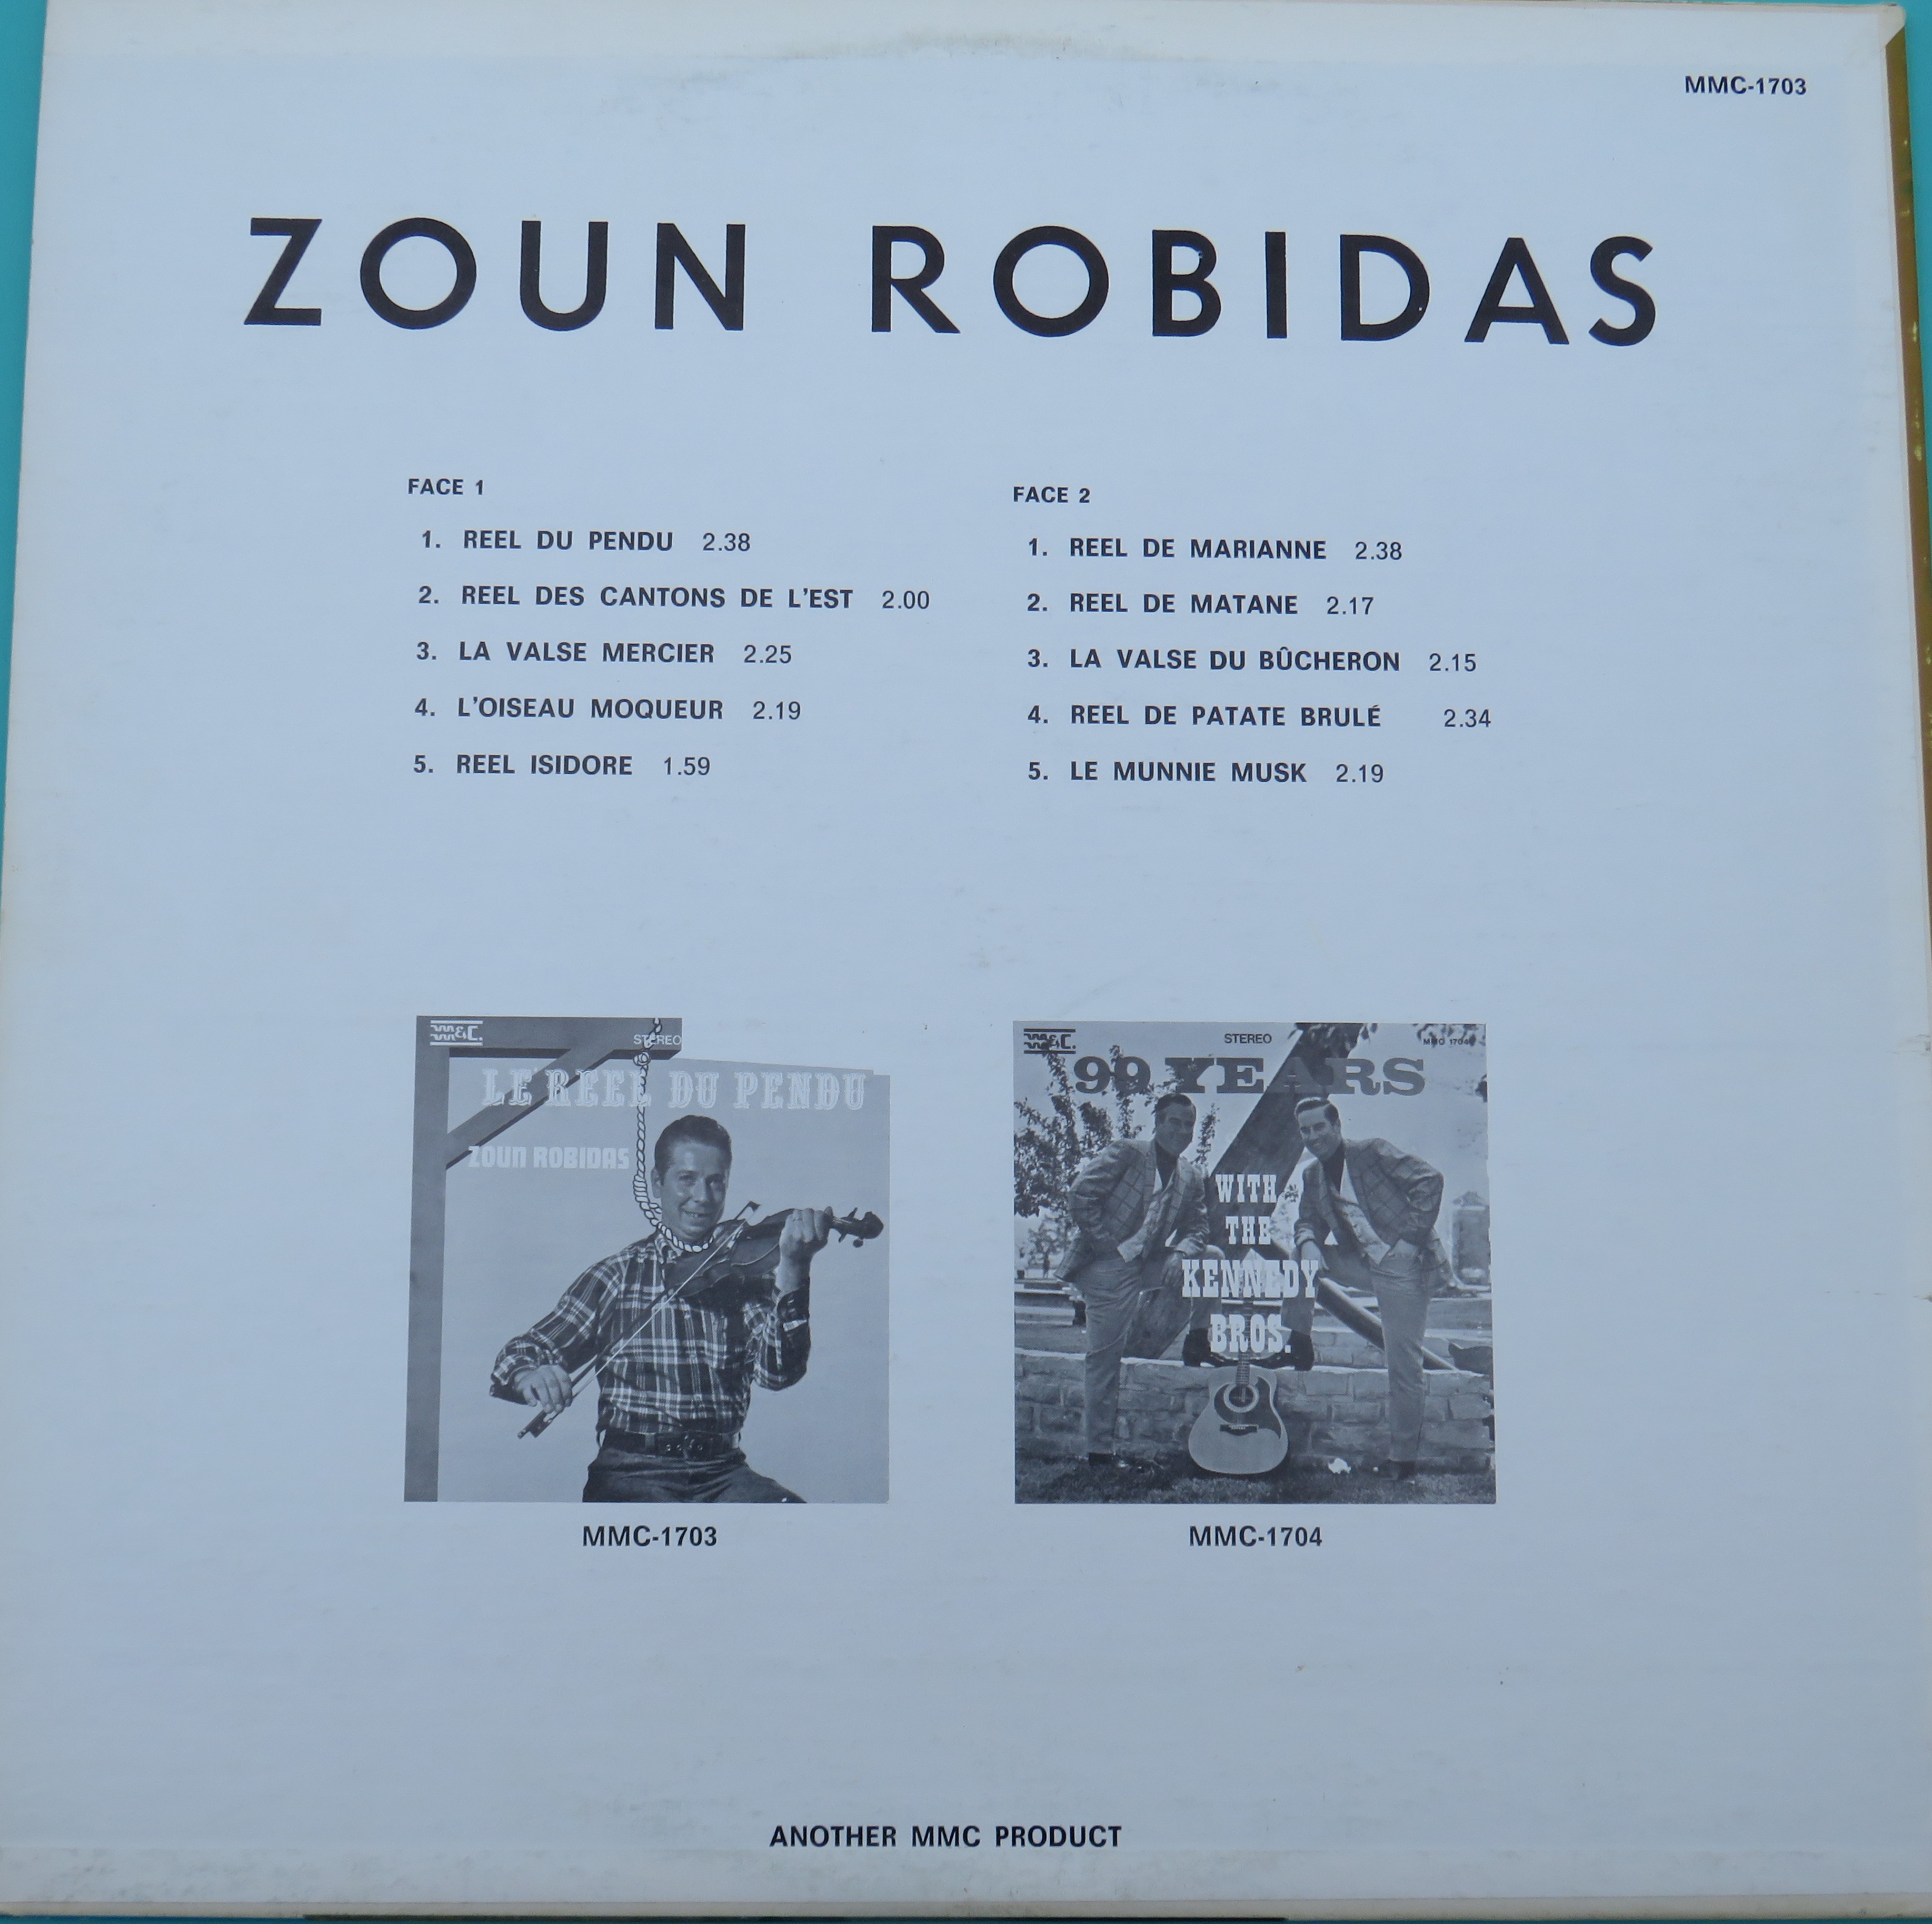 MMC-1703
ZOUN ROBIDAS
FACE 1
1. REEL DU PENDU 2.38
2. REEL DES CANTONS DE L'EST 2.00
3. LA VALSE MERCIER 2.25
4. L'OISEAU MOQUEUR 2.19
5. REEL ISIDORE 1.59
FACE 2
1. REEL DE MARIANNE 2.38
2. REEL DE MATANE 2.17
3. LA VALSE DU BÛCHERON 2.15
4. REEL DE PATATE BRULÉ 2.34
5. LE MUNNIE MUSK 2.19
M&C.
STEREO
LE REEL DU PENDU
ZOUN ROBIDAS
MMC-1703
M&C.
STEREO
MMC 1704
99 YEARS
WITH
THE
KENNEDY
BROS.
MMC-1704
ANOTHER MMC PRODUCT